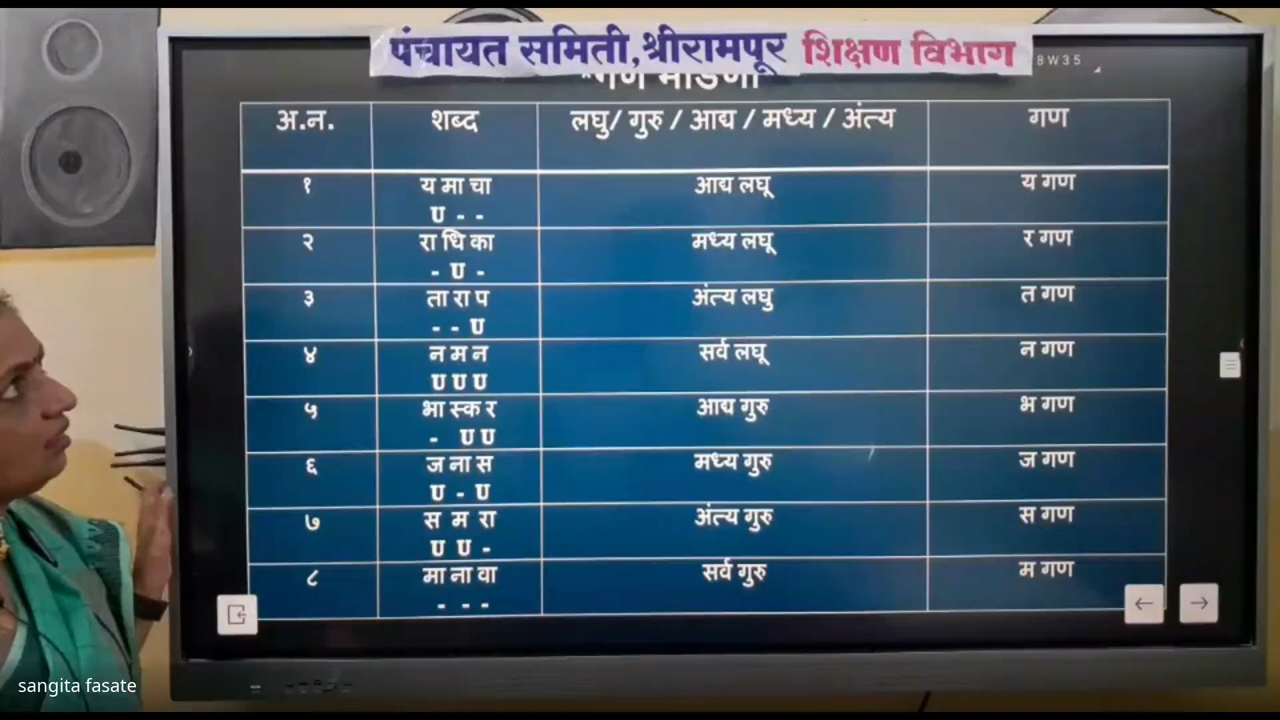 पंचायत समिती,श्रीरामपूर शिक्षण विभाग
8W35
अ.न. शब्द लघु/ गुरु / आद्य / मध्य / अंत्य गण
१ य मा चा आद्य लघू य गण
U - -
२ रा धि का मध्य लघू र गण
- U -
३ ता रा प अंत्य लघु त गण
- - U
४ न म न सर्व लघू न गण
U U U
५ भा स्क र आद्य गुरु भ गण
- U U
६ ज ना स मध्य गुरु ज गण
U - U
७ स म रा अंत्य गुरु स गण
U U -
८ मा ना वा सर्व गुरु म गण
- - -
sangita fasate